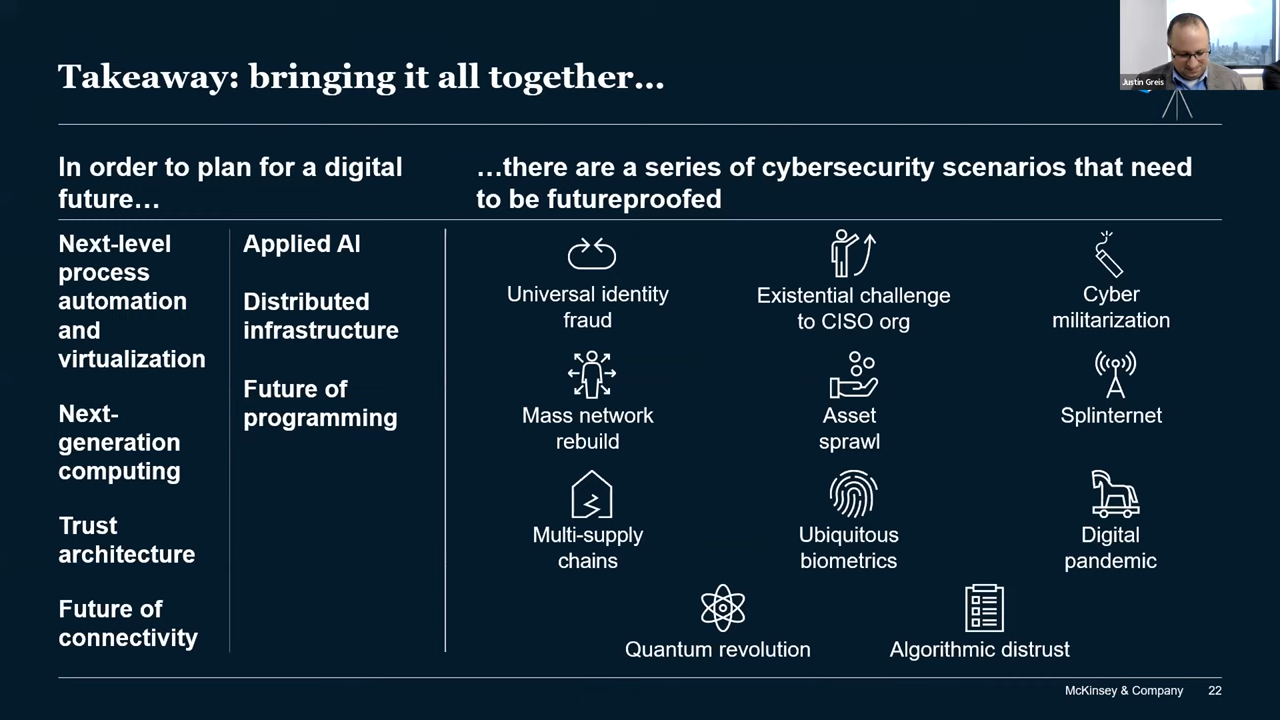 Takeaway: bringing it all together…
Justin Greis
In order to plan for a digital
future…
…there are a series of cybersecurity scenarios that need
to be futureproofed
Next-level
process
automation
and
virtualization
Next-
generation
computing
Trust
architecture
Future of
connectivity
Applied AI
Distributed
infrastructure
Future of
programming
Universal identity
fraud
Existential challenge
to CISO org
Cyber
militarization
Mass network
rebuild
Asset
sprawl
Splinternet
Multi-supply
chains
Ubiquitous
biometrics
Digital
pandemic
Quantum revolution
Algorithmic distrust
McKinsey & Company 22